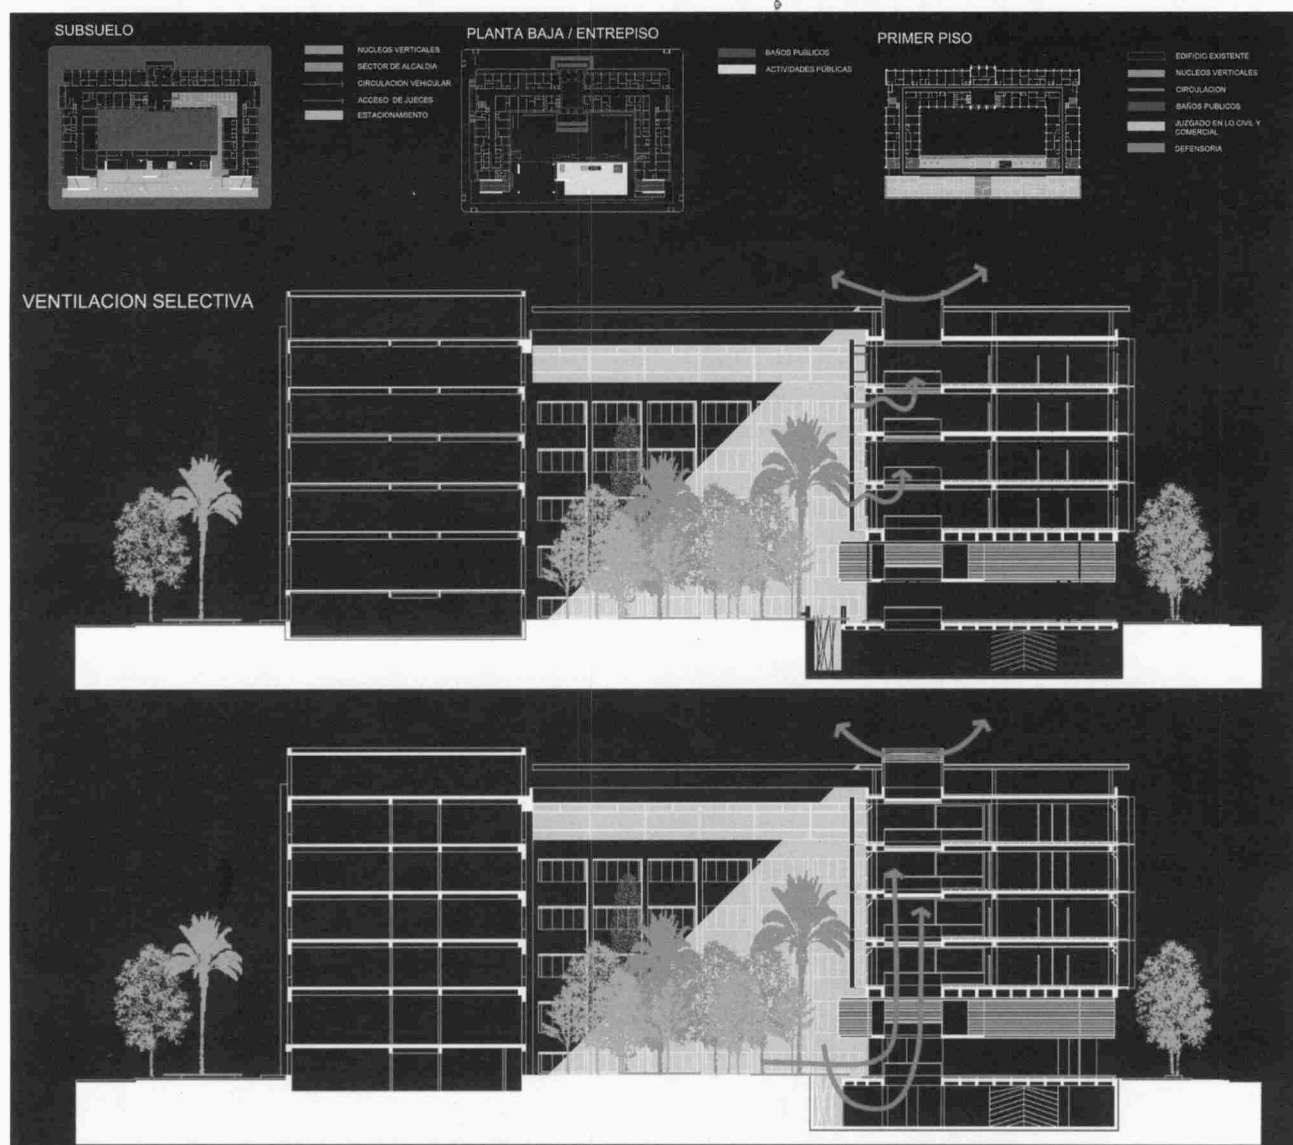 SUBSUELO
NUCLEOS VERTICALES
SECTOR DE ALCALDIA
CIRCULACION VEHICULAR
ACCESO DE JUECES
ESTACIONAMIENTO
PLANTA BAJA / ENTREPISO
BAÑOS PUBLICOS
ACTIVIDADES PÚBLICAS
PRIMER PISO
EDIFICIO EXISTENTE
NUCLEOS VERTICALES
CIRCULACION
BAÑOS PUBLICOS
JUZGADO EN LO CIVIL Y
COMERCIAL
DEFENSORIA
VENTILACION SELECTIVA